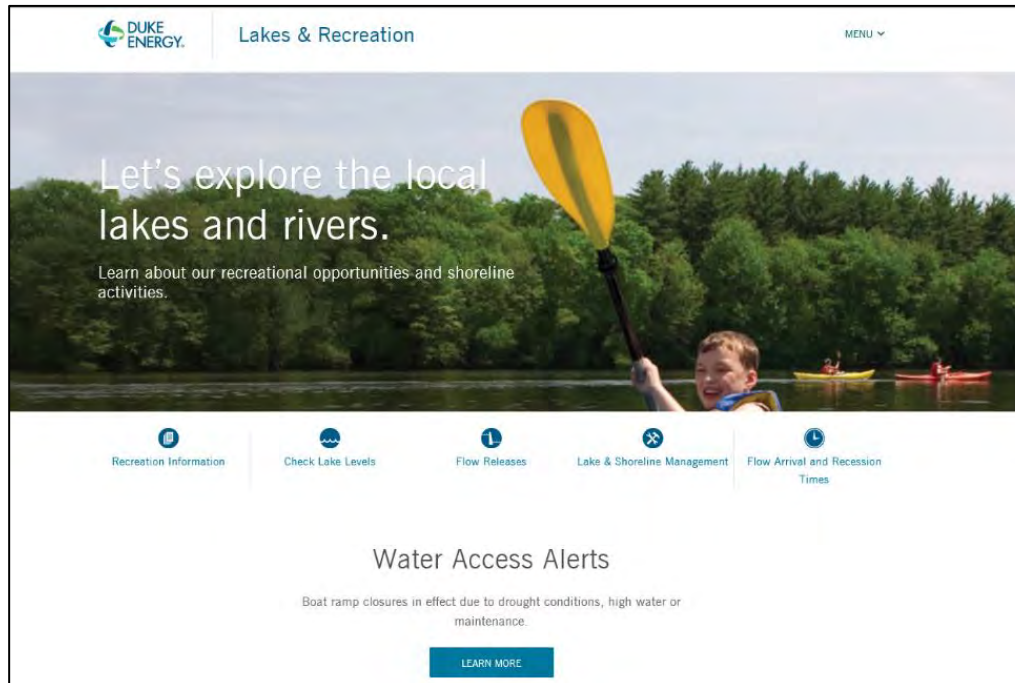 DUKE
ENERGY.
Lakes & Recreation
MENU
Let's explore the local
lakes and rivers.
Learn about our recreational opportunities and shoreline
activities.
Recreation Information
Check Lake Levels
Flow Releases
Lake & Shoreline Management
Flow Arrival and Recession
Times
Water Access Alerts
Boat ramp closures in effect due to drought conditions, high water or
maintenance.
LEARN MORE